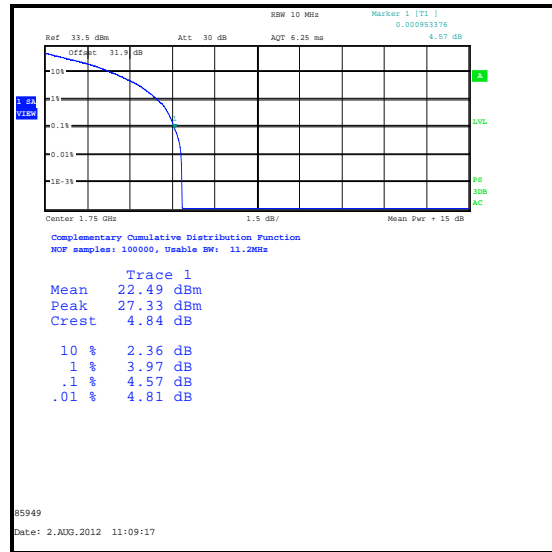 RBW 10 MHz Marker 1 [T1 ]
0.000953376
Ref 33.5 dBm Att 30 dB AQT 6.25 ms 4.57 dB
Offset 31.9 dB
10%
A
1 SA
VIEW
1%
1
0.1%
LVL
0.01%
1E-3%
PS
3DB
AC
Center 1.75 GHz 1.5 dB/ Mean Pwr + 15 dB
Complementary Cumulative Distribution Function
NOF samples: 100000, Usable BW: 11.2MHz
Trace 1
Mean 22.49 dBm
Peak 27.33 dBm
Crest 4.84 dB
10 % 2.36 dB
1 % 3.97 dB
.1 % 4.57 dB
.01 % 4.81 dB
85949
Date: 2.AUG.2012 11:09:17